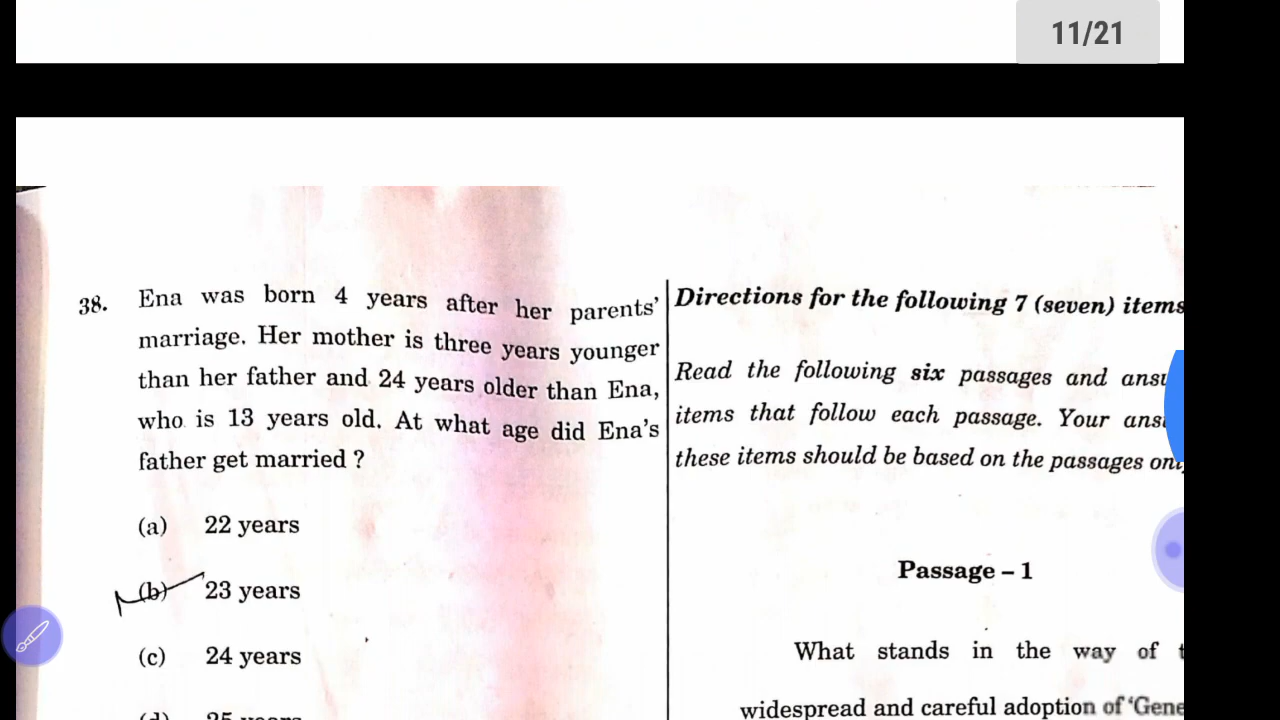 11/21
38. Ena was born 4 years after her parents'
marriage. Her mother is three years younger
than her father and 24 years older than Ena,
who is 13 years old. At what age did Ena's
father get married ?
(a) 22 years
(b) 23 years
(c) 24 years
(d) 25 years
Directions for the following 7 (seven) items
Read the following six passages and
items that follow each passage. Your
these items should be based on the passages
Passage – 1
What stands in the way of
widespread and careful adoption of 'Gene